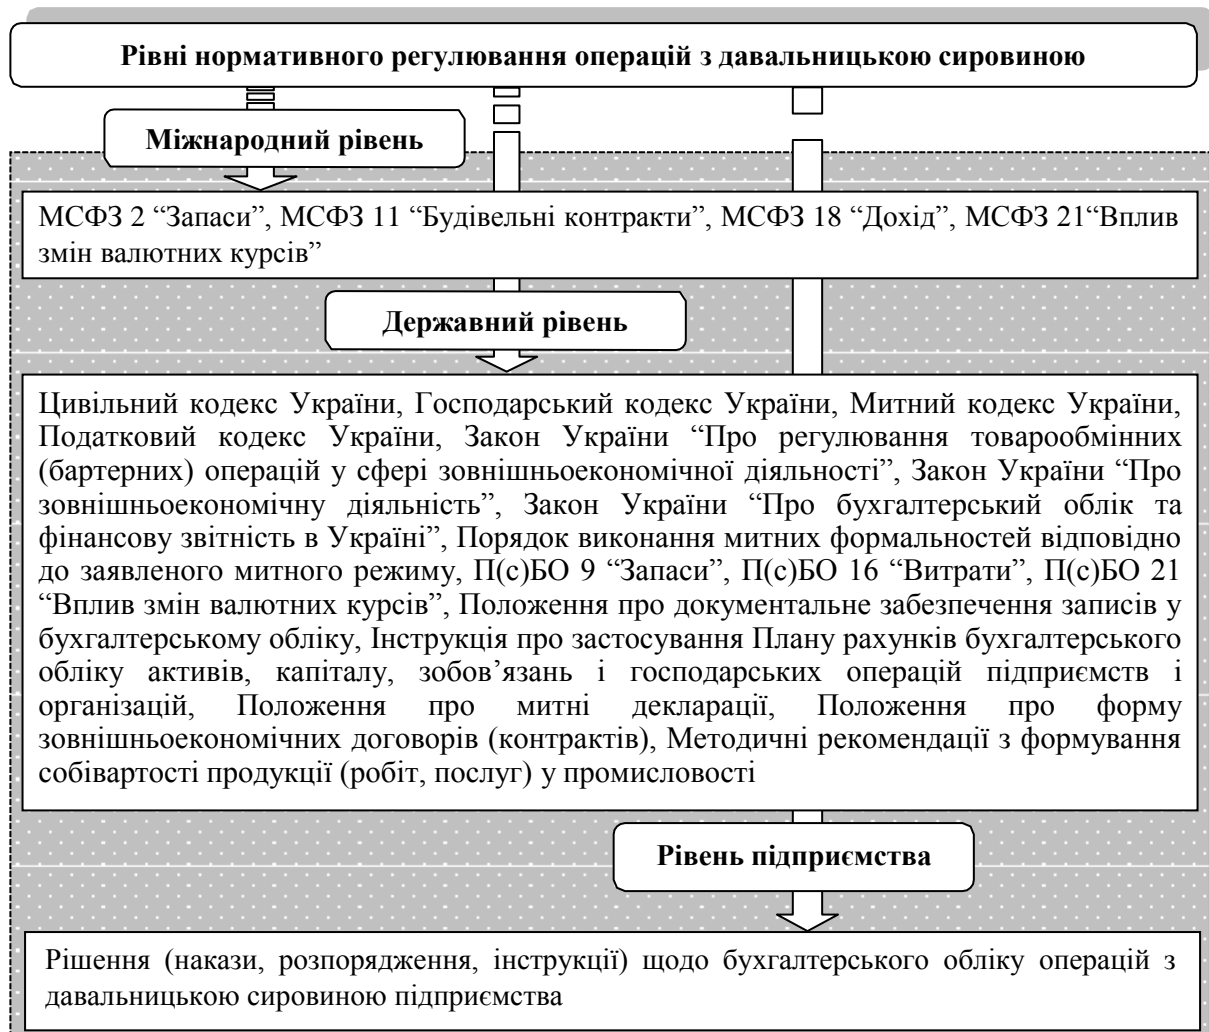 Рівні нормативного регулювання операцій з давальницькою сировиною
Міжнародний рівень
МСФЗ 2 “Запаси”, МСФЗ 11 “Будівельні контракти”, МСФЗ 18 “Дохід”, МСФЗ 21“Вплив
змін валютних курсів”
Державний рівень
Цивільний кодекс України, Господарський кодекс України, Митний кодекс України,
Податковий кодекс України, Закон України “Про регулювання товарообмінних
(бартерних) операцій у сфері зовнішньоекономічної діяльності”, Закон України “Про
зовнішньоекономічну діяльність”, Закон України “Про бухгалтерський облік та
фінансову звітність в Україні”, Порядок виконання митних формальностей відповідно
до заявленого митного режиму, П(с)БО 9 “Запаси”, П(с)БО 16 “Витрати”, П(с)БО 21
“Вплив змін валютних курсів”, Положення про документальне забезпечення записів у
бухгалтерському обліку, Інструкція про застосування Плану рахунків бухгалтерського
обліку активів, капіталу, зобов’язань і господарських операцій підприємств і
організацій, Положення про митні декларації, Положення про форму
зовнішньоекономічних договорів (контрактів), Методичні рекомендації з формування
собівартості продукції (робіт, послуг) у промисловості
Рівень підприємства
Рішення (накази, розпорядження, інструкції) щодо бухгалтерського обліку операцій з
давальницькою сировиною підприємства